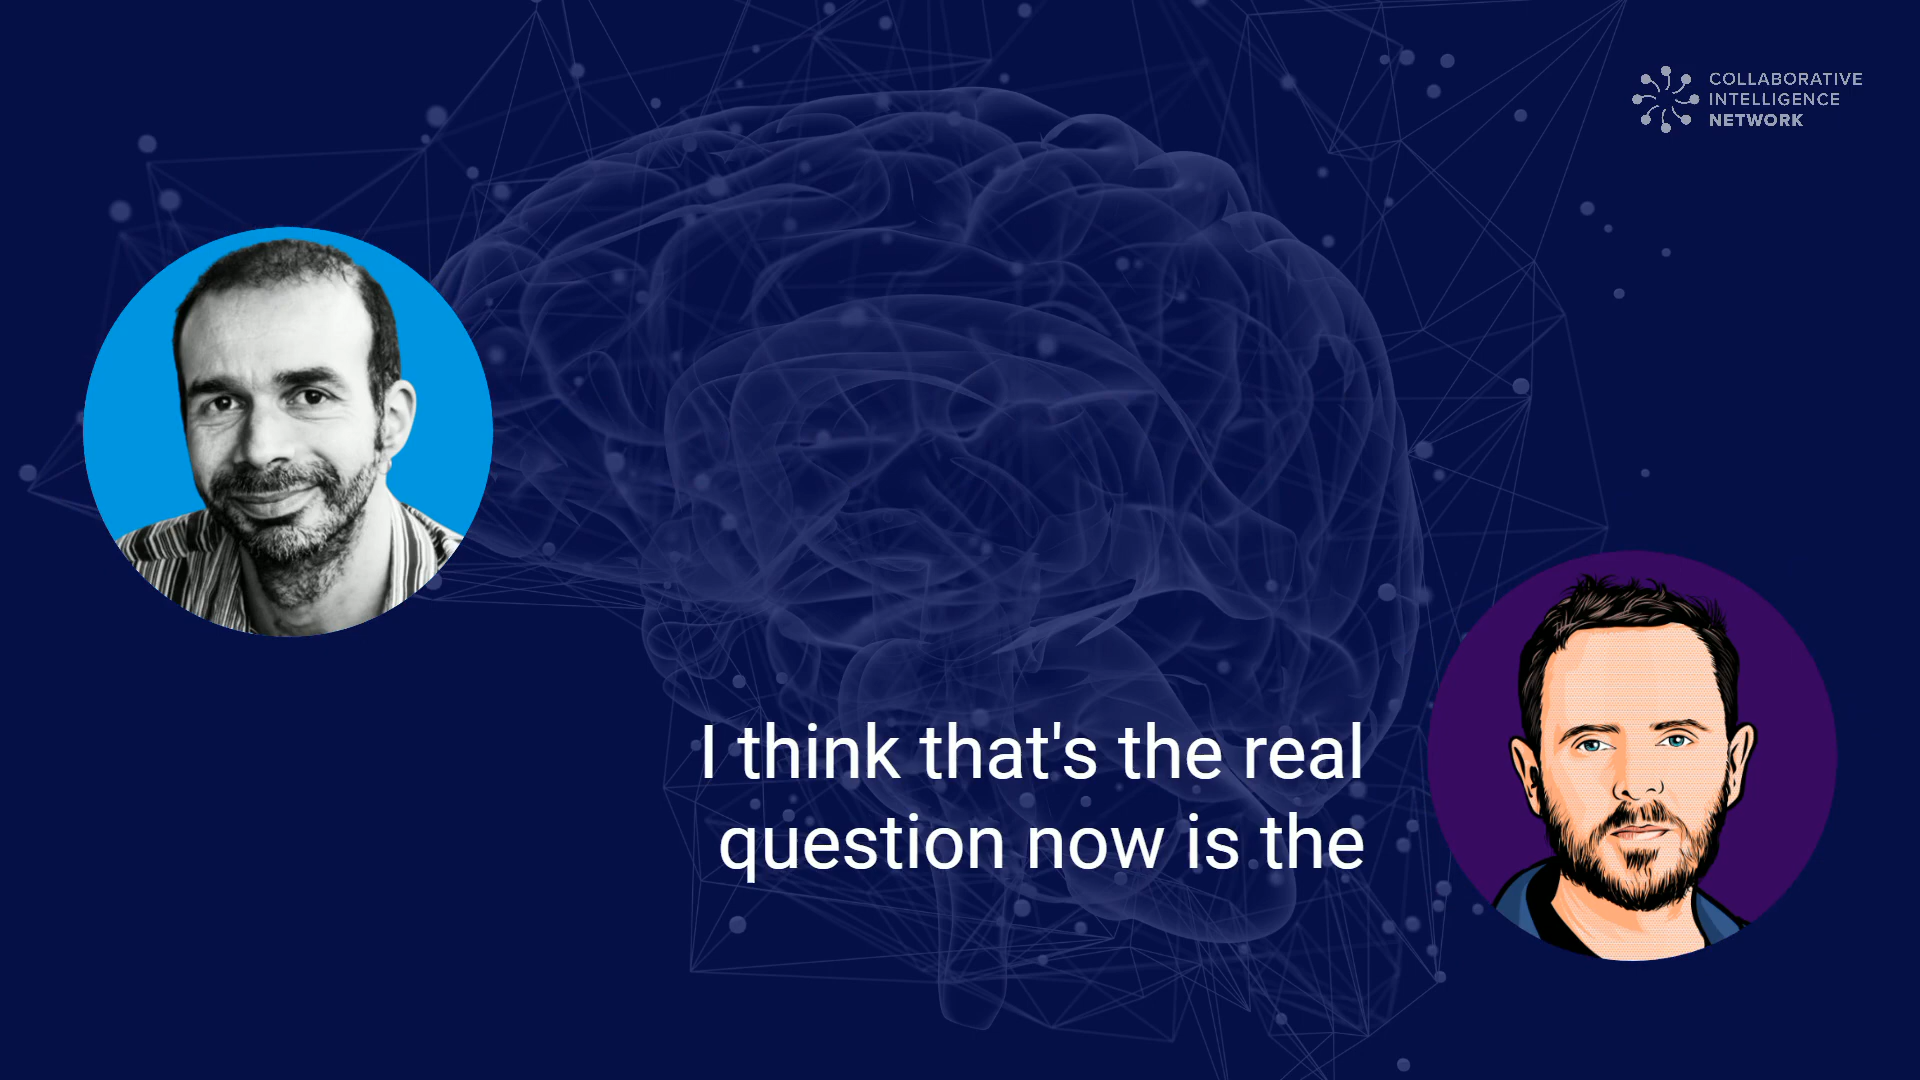 COLLABORATIVE
INTELLIGENCE
NETWORK
I think that's the real
question now is the